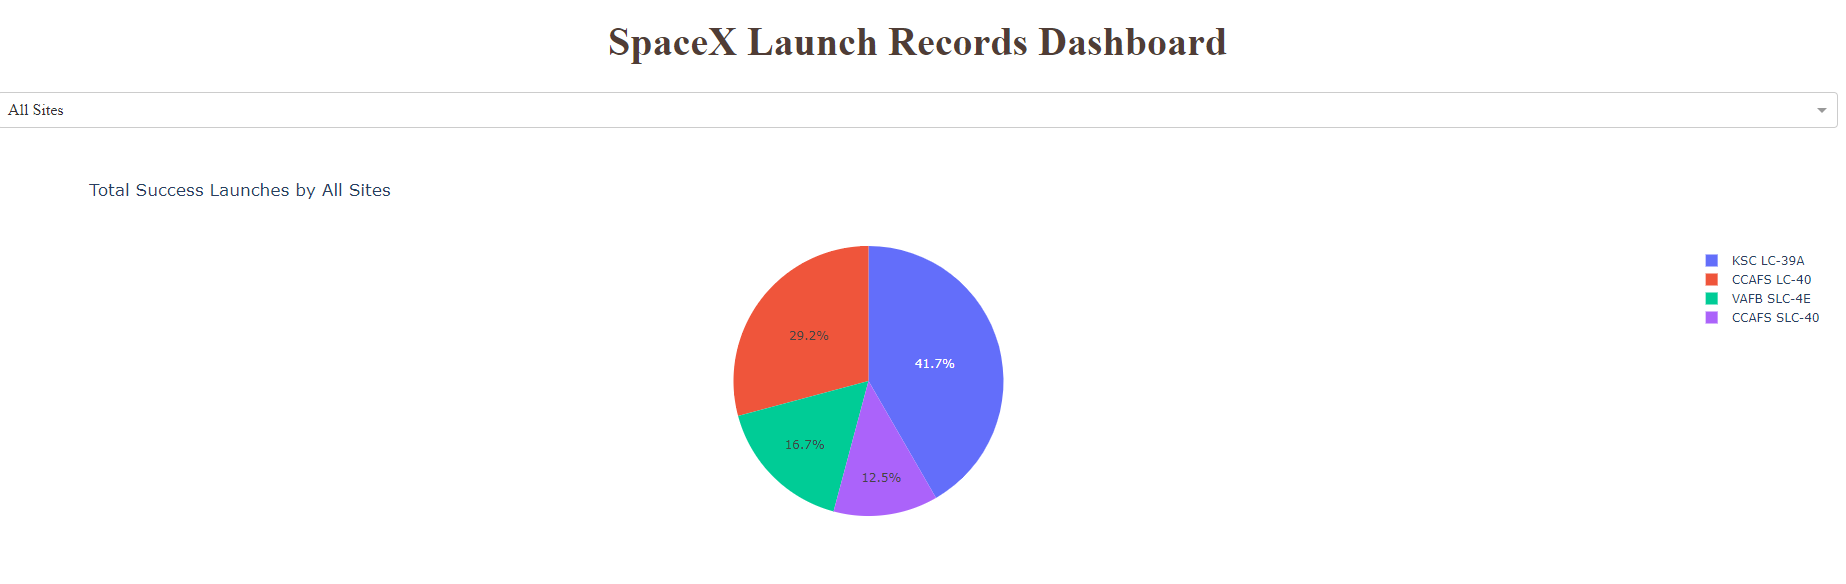 SpaceX Launch Records Dashboard
All Sites
Total Success Launches by All Sites
KSC LC-39A
CCAFS LC-40
VAFB SLC-4E
CCAFS SLC-40
29.2%
41.7%
16.7%
12.5%